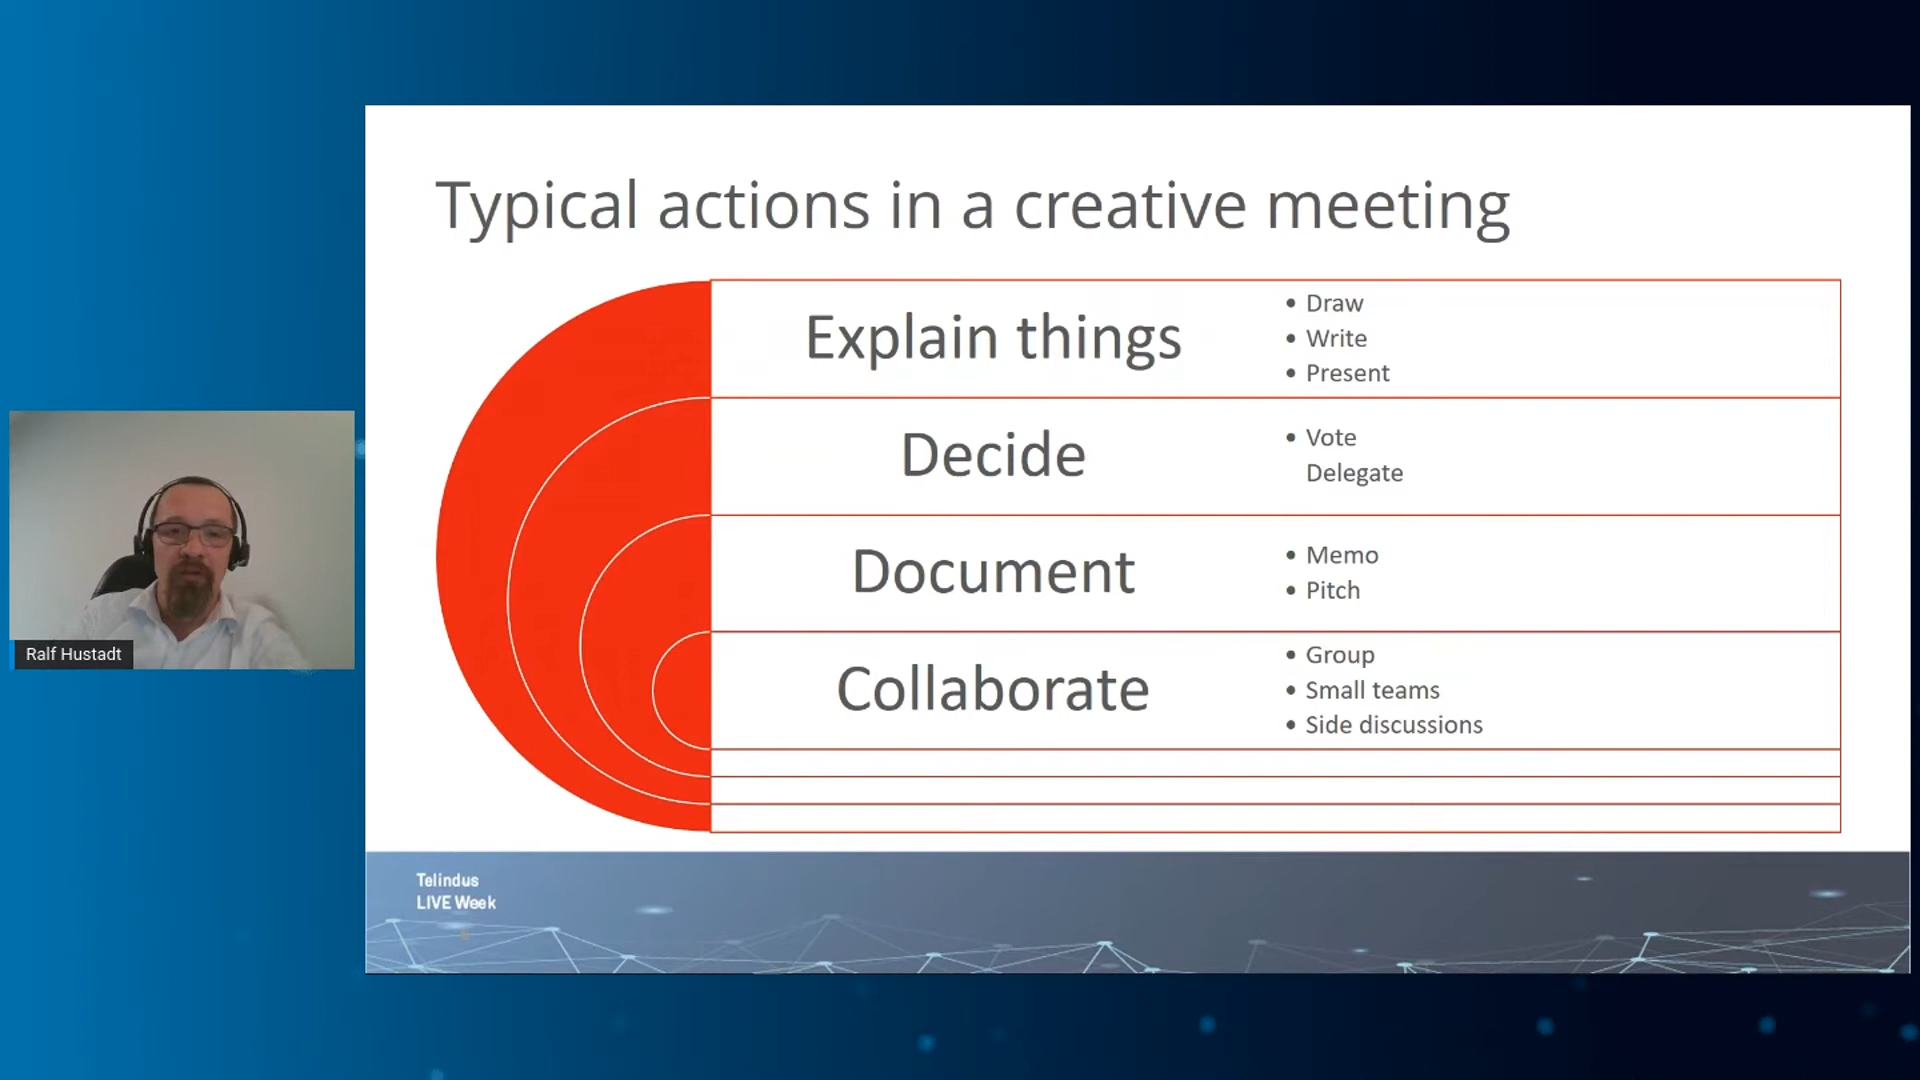 Typical actions in a creative meeting
Explain things
• Draw
• Write
• Present
Decide
• Vote
Delegate
Document
• Memo
• Pitch
Collaborate
• Group
• Small teams
• Side discussions
Ralf Hustadt
Telindus
LIVE Week